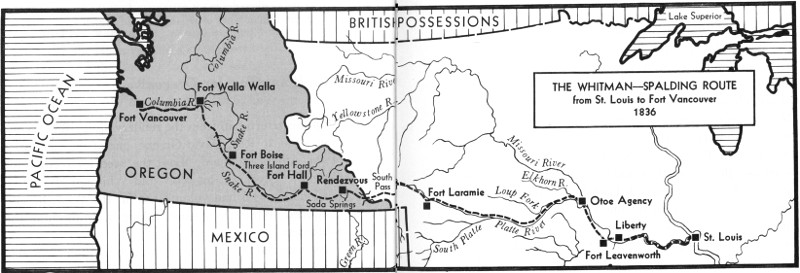 BRITISH POSSESSIONS
Lake Superior
THE WHITMAN—SPALDING ROUTE
from St. Louis to Fort Vancouver
1836
PACIFIC OCEAN
Columbia R.
Fort Walla Walla
Columbia R.
Fort Vancouver
Missouri River
Yellowstone R.
Snake R.
Fort Boise
Three Island Ford
Fort Hall
Snake R.
OREGON
Rendezvous
Soda Springs
South
Pass
Fort Laramie
Missouri River
Elkhorn R.
Loup Fork
Otoe Agency
Platte River
South Platte
Liberty
St. Louis
Fort Leavenworth
MEXICO
Green R.